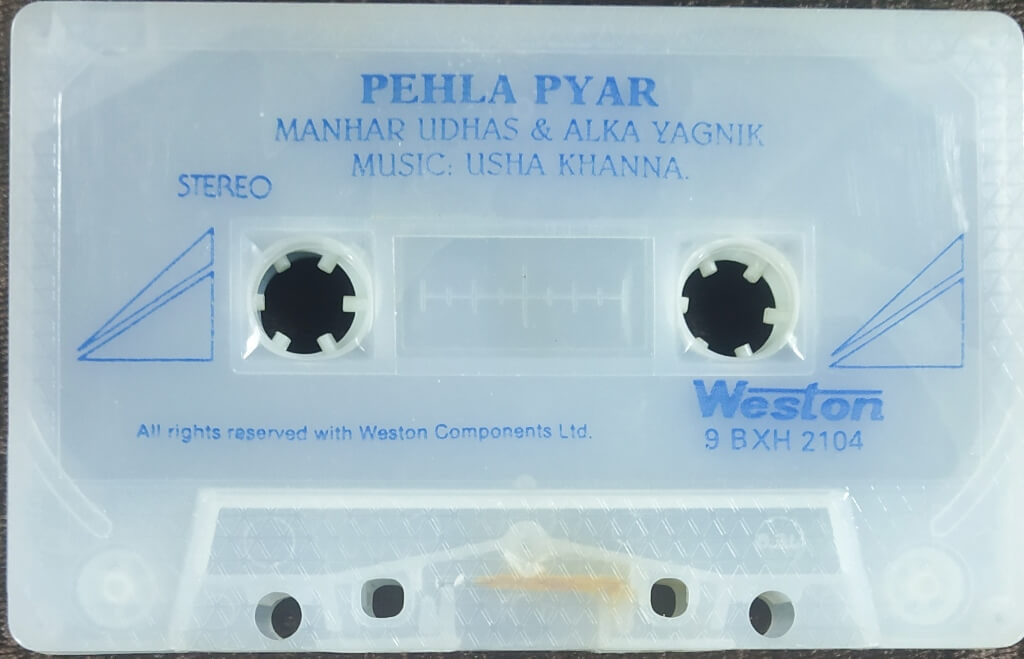 PEHLA PYAR
MANHAR UDHAS & ALKA YAGNIK
MUSIC: USHA KHANNA.
STEREO
All rights reserved with Weston Components Ltd.
Weston
9 BXH 2104